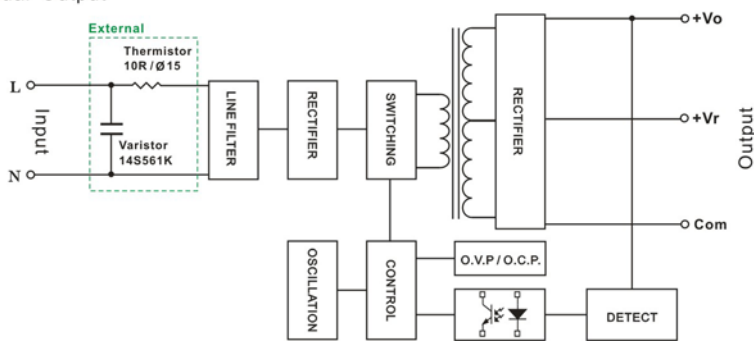 External
Thermistor
10R/Ø15
L
Input
Varistor
14S561K
N
LINE FILTER
RECTIFIER
SWITCHING
RECTIFIER
+Vo
+Vr
Output
Com
OSCILLATION
CONTROL
O.V.P / O.C.P.
DETECT